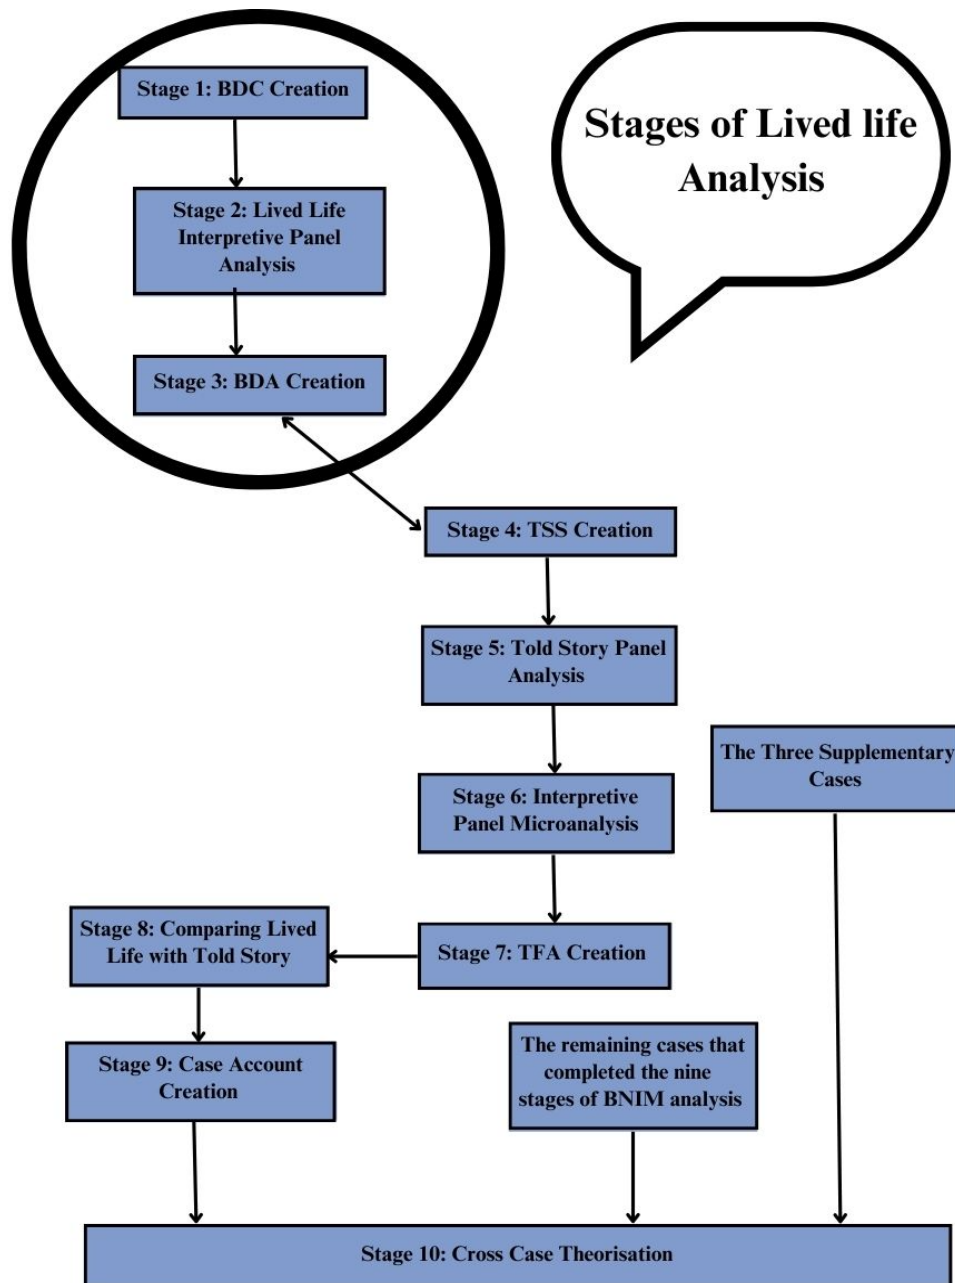 Stage 1: BDC Creation
Stages of Lived life
Analysis
Stage 2: Lived Life
Interpretive Panel
Analysis
Stage 3: BDA Creation
Stage 4: TSS Creation
Stage 5: Told Story Panel
Analysis
The Three Supplementary
Cases
Stage 6: Interpretive
Panel Microanalysis
Stage 8: Comparing Lived
Life with Told Story
Stage 7: TFA Creation
Stage 9: Case Account
Creation
The remaining cases that
completed the nine
stages of BNIM analysis
Stage 10: Cross Case Theorisation